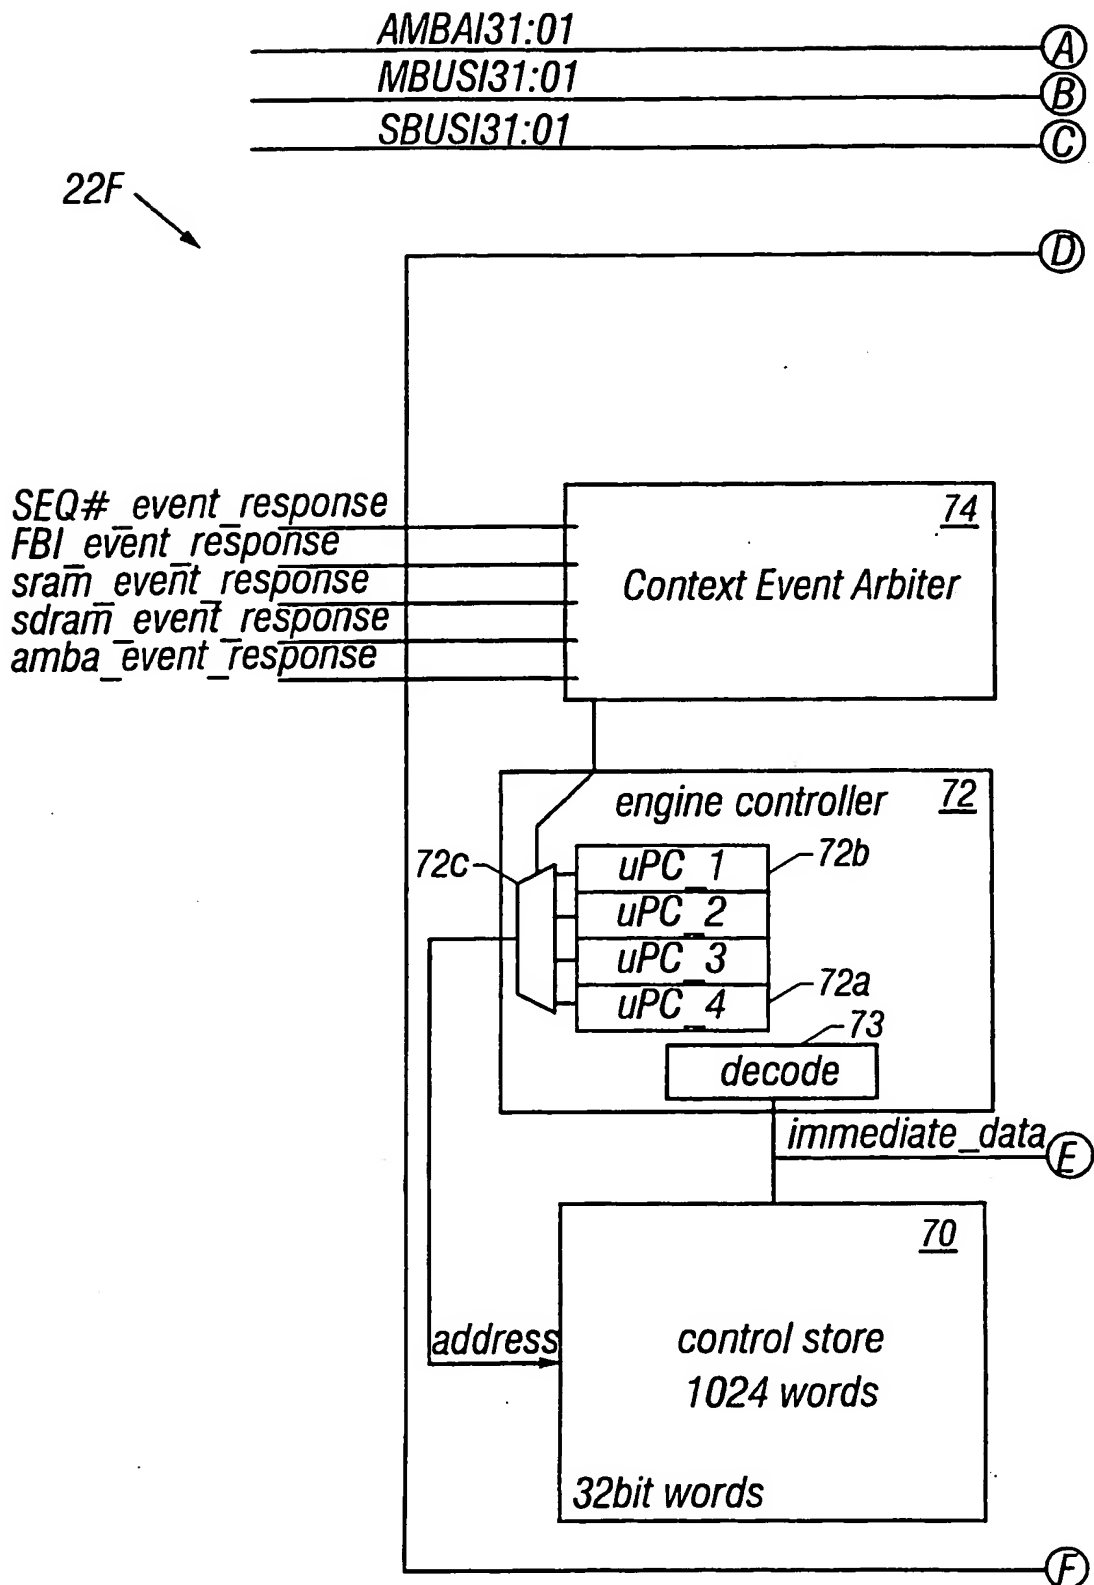 AMBAI31:01
A
MBUSI31:01
B
SBUSI31:01
C
22F
D
SEQ#_event_response
FBI_event_response
sram_event_response
sdram_event_response
amba_event_response
74
Context Event Arbiter
engine controller
72
72c
uPC_1
72b
uPC_2
uPC_3
uPC_4
72a
73
decode
immediate_data
E
70
address
control store
1024 words
32bit words
F